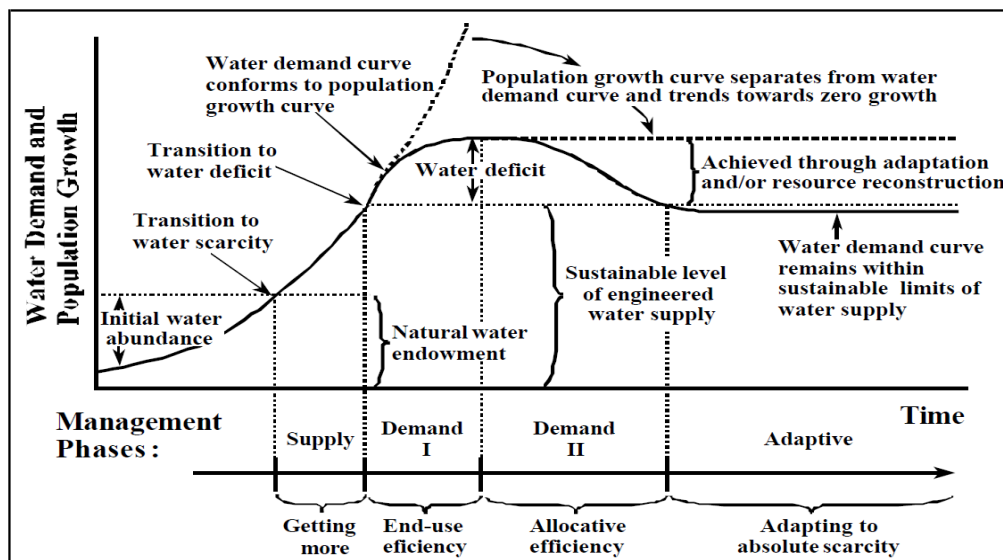 Water demand curve
conforms to population
growth curve
Population growth curve separates from water
demand curve and trends towards zero growth
Transition to
water deficit
Water deficit
Achieved through adaptation
and/or resource reconstruction
Transition to
water scarcity
Water Demand and
Population Growth
Initial water
abundance
Natural water
endowment
Sustainable level
of engineered
water supply
Water demand curve
remains within
sustainable limits of
water supply
Time
Management
Phases :
Supply
Demand
I
Demand
II
Adaptive
Getting
more
End-use
eficiency
Allocative
efficiency
Adapting to
absolute scarcity